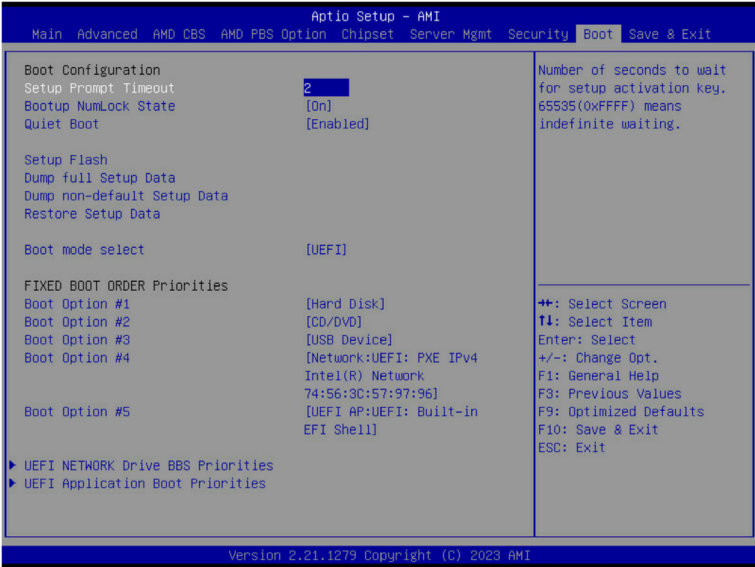 Aptio Setup – AMI
Main Advanced AMD CBS AMD PBS Option Chipset Server Mgmt Security Boot Save & Exit
Boot Configuration
Setup Prompt Timeout 2
Bootup NumLock State [On]
Quiet Boot [Enabled]
Setup Flash
Dump full Setup Data
Dump non-default Setup Data
Restore Setup Data
Boot mode select [UEFI]
FIXED BOOT ORDER Priorities
Boot Option #1 [Hard Disk]
Boot Option #2 [CD/DVD]
Boot Option #3 [USB Device]
Boot Option #4 [Network:UEFI: PXE IPv4
Intel(R) Network
74:56:3C:57:97:96]
Boot Option #5 [UEFI AP:UEFI: Built-in
EFI Shell]
UEFI NETWORK Drive BBS Priorities
UEFI Application Boot Priorities
Number of seconds to wait
for setup activation key.
65535(0xFFFF) means
indefinite waiting.
→←: Select Screen
↑↓: Select Item
Enter: Select
+/-: Change Opt.
F1: General Help
F3: Previous Values
F9: Optimized Defaults
F10: Save & Exit
ESC: Exit
Version 2.21.1279 Copyright (C) 2023 AMI